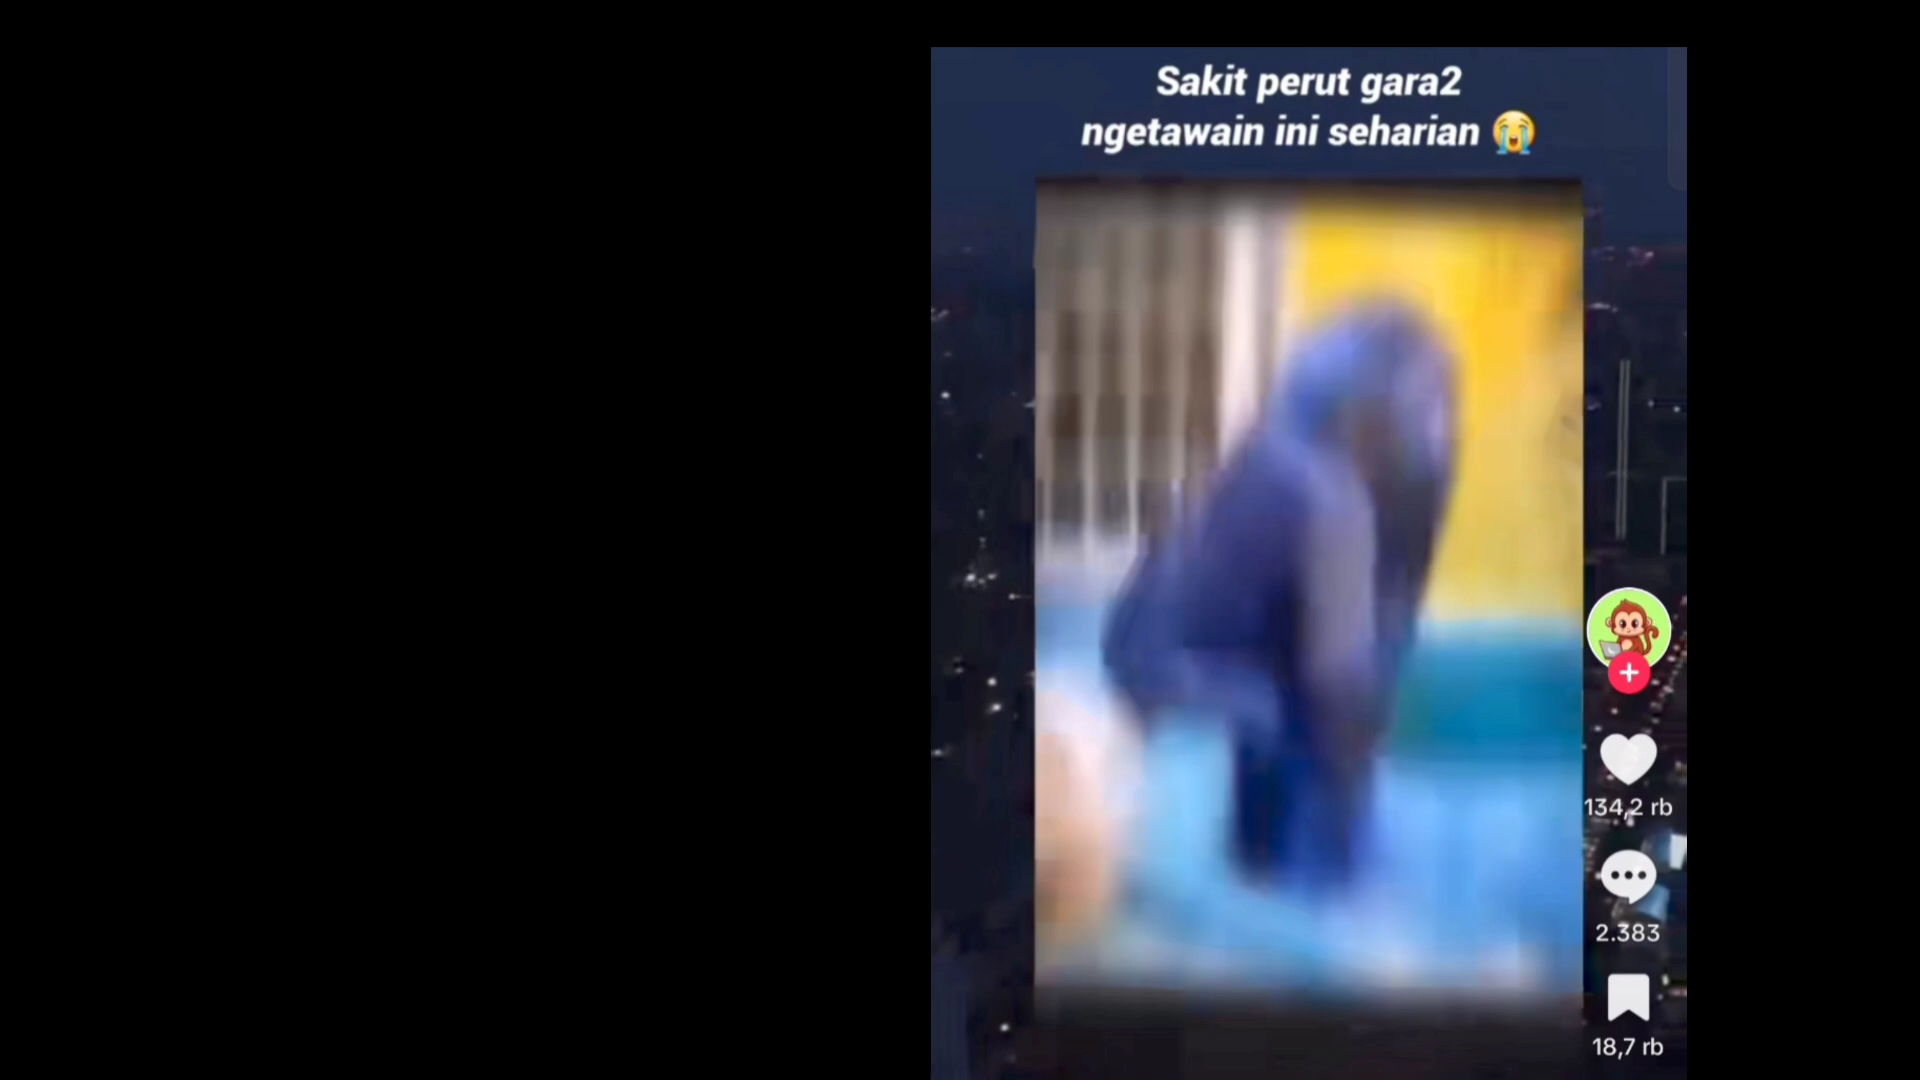 Sakit perut gara2
ngetawain ini seharian 😭
134,2 rb
2.383
18,7 rb